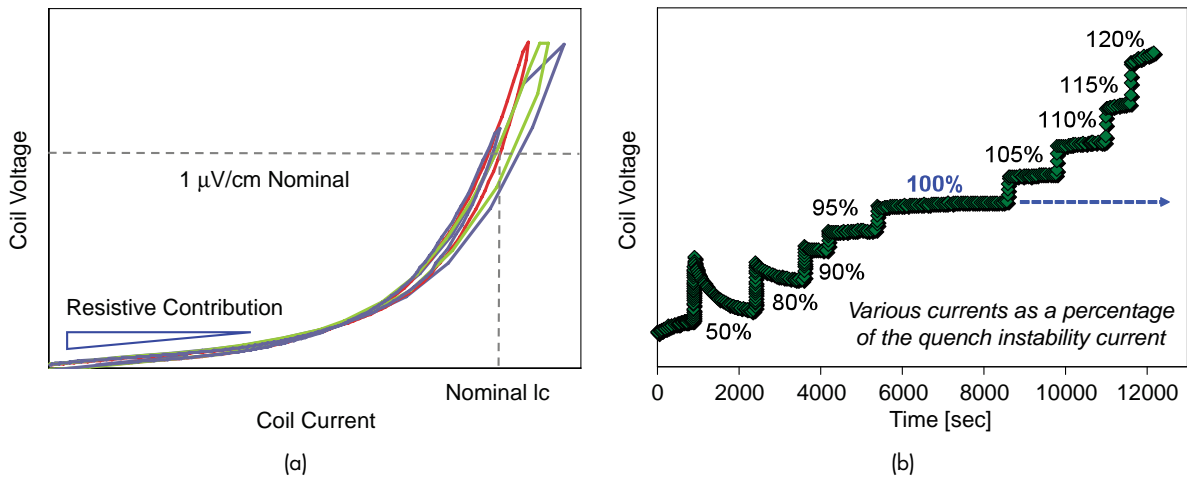 Coil Voltage
1 µV/cm Nominal
Resistive Contribution
Nominal Ic
Coil Current
(a)
Coil Voltage
120%
115%
110%
105%
100%
95%
90%
80%
50%
Various currents as a percentage
of the quench instability current
0 2000 4000 6000 8000 10000 12000
Time [sec]
(b)